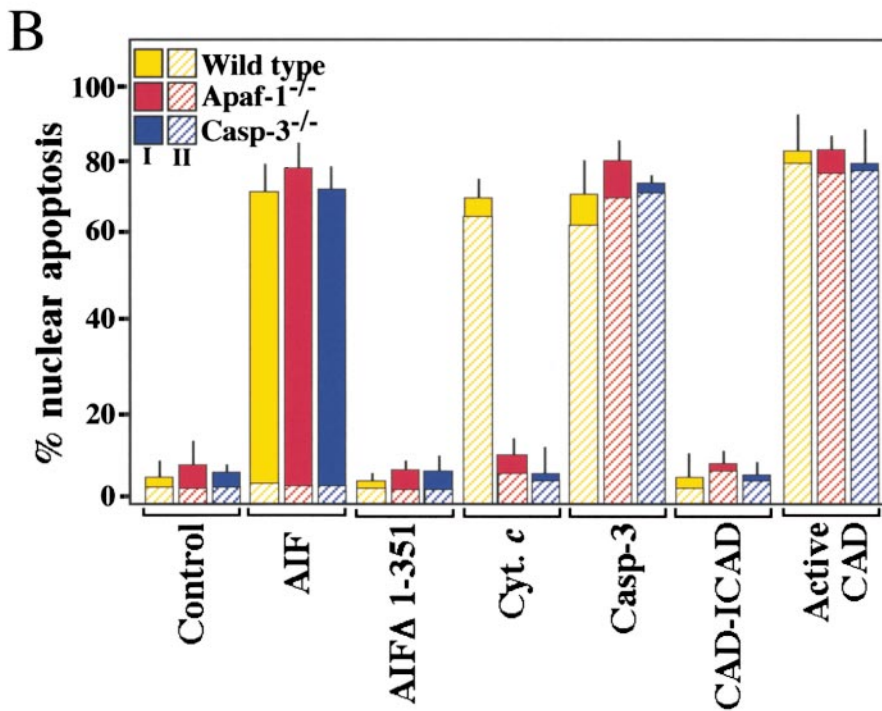 B
Wild type
Apaf-1-/-
Casp-3-/-
I II
% nuclear apoptosis
100
80
60
40
20
0
Control
AIF
AIFΔ 1-351
Cyt. c
Casp-3
CAD-ICAD
Active
CAD